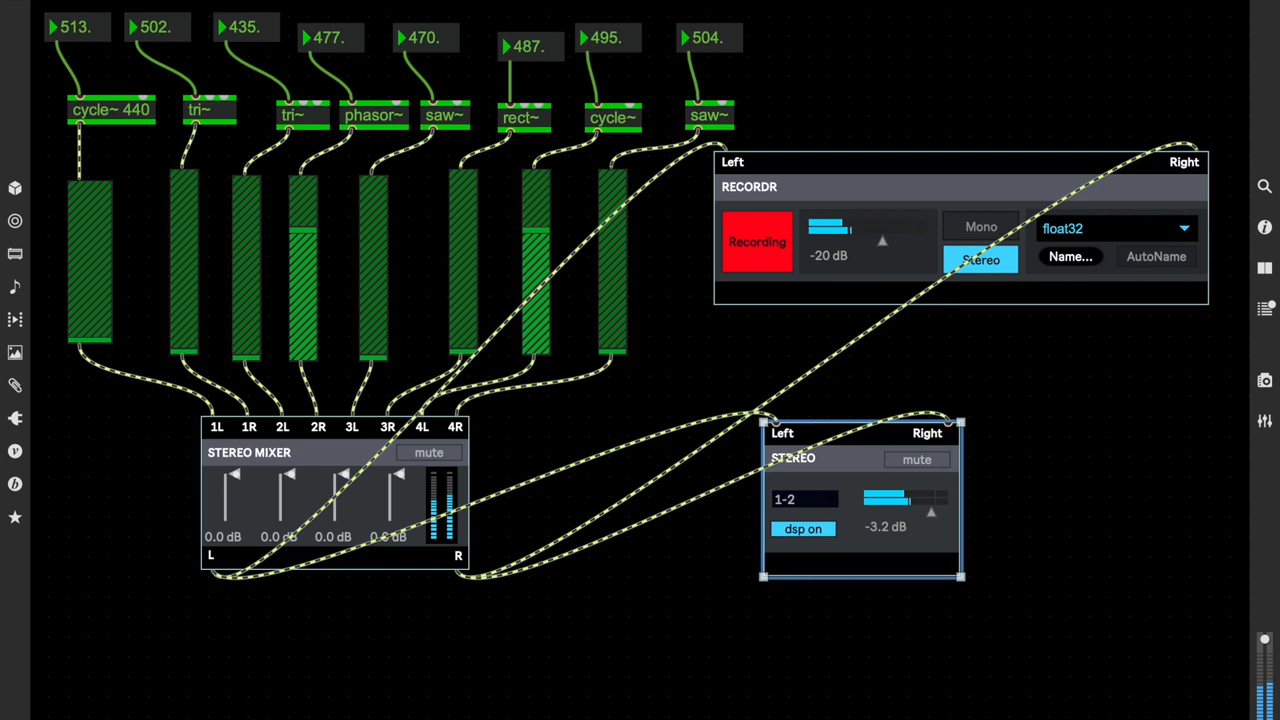 513. 502. 435. 477. 470. 487. 495. 504.
cycle~ 440 tri~ tri~ phasor~ saw~ rect~ cycle~ saw~
Left Right
RECORDR
Recording
-20 dB
Mono
Stereo
float32
Name... AutoName
1L 1R 2L 2R 3L 3R 4L 4R
STEREO MIXER mute
0.0 dB 0.0 dB 0.0 dB 0.0 dB
L R
Left Right
STEREO mute
1-2
dsp on
-3.2 dB